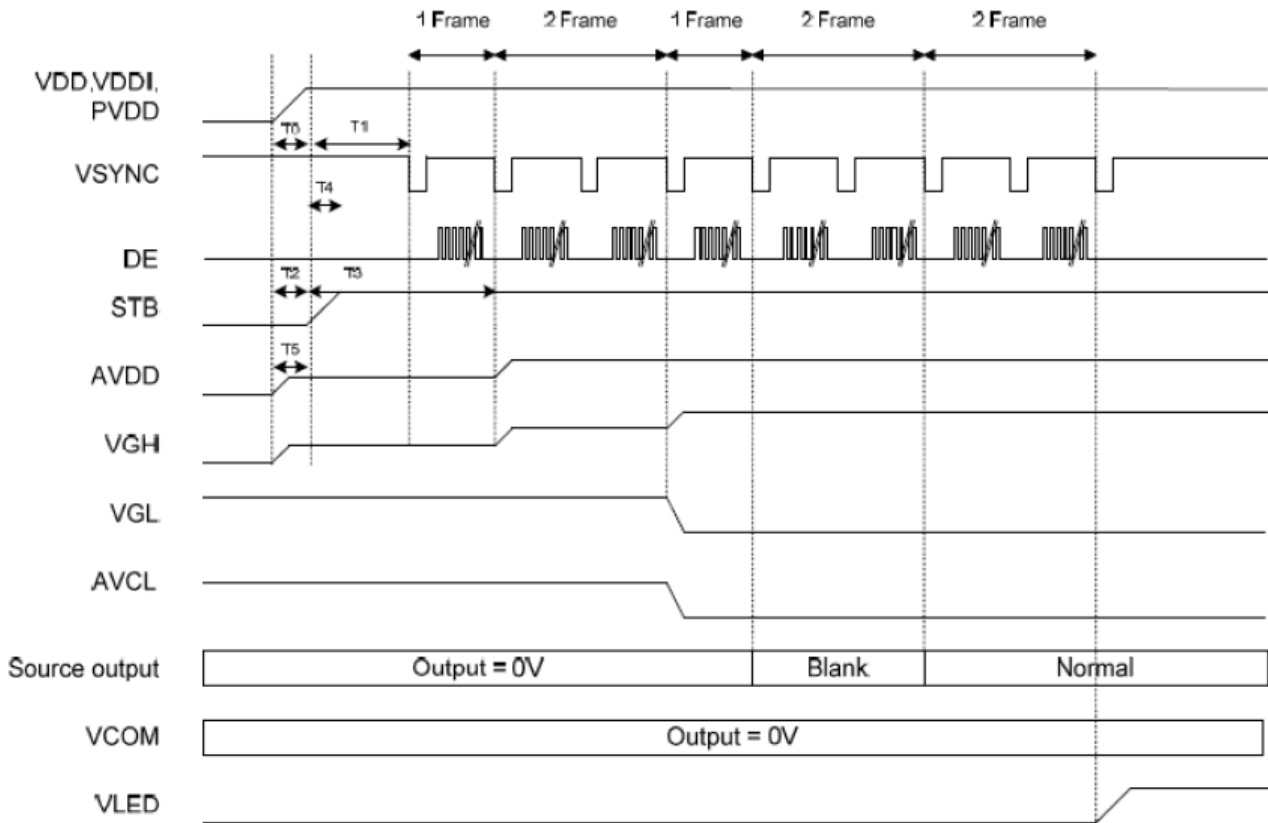 1 Frame 2 Frame 1 Frame 2 Frame 2 Frame
VDD,VDDI,
PVDD
T0 T1
VSYNC
T4
DE
T2 T3
STB
T5
AVDD
VGH
VGL
AVCL
Source output Output = 0V Blank Normal
VCOM Output = 0V
VLED